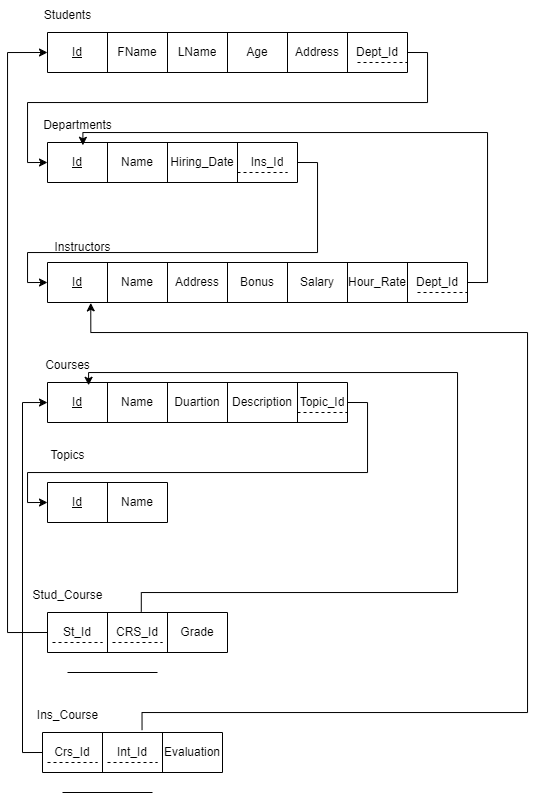 Students
Id FName LName Age Address Dept_Id
Departments
Id Name Hiring_Date Ins_Id
Instructors
Id Name Address Bonus Salary Hour_Rate Dept_Id
Courses
Id Name Duartion Description Topic_Id
Topics
Id Name
Stud_Course
St_Id CRS_Id Grade
Ins_Course
Crs_Id Int_Id Evaluation